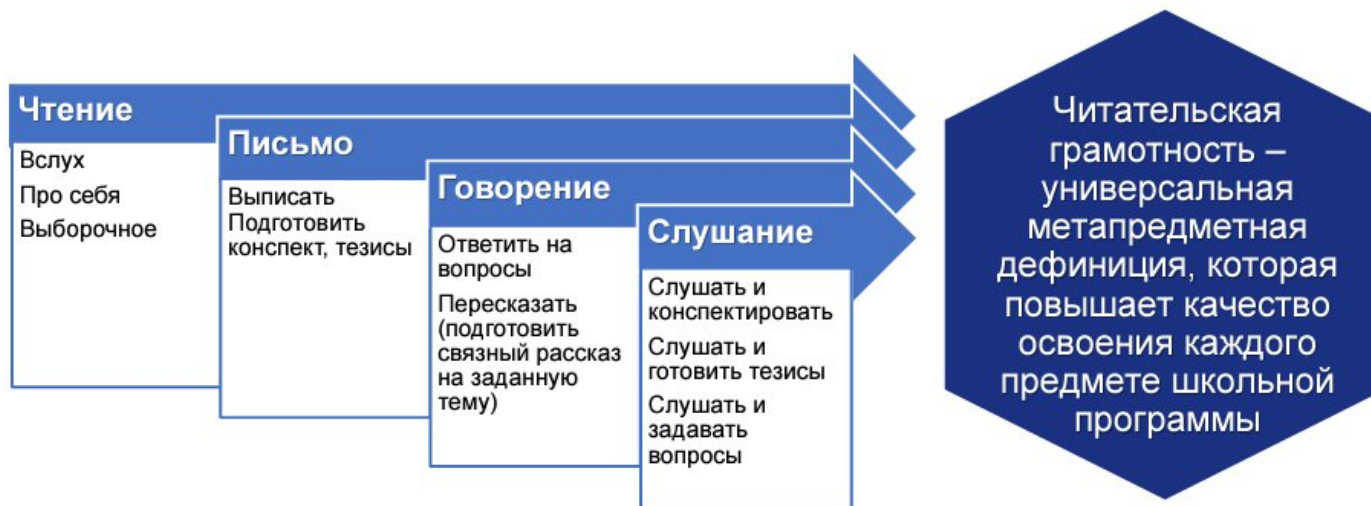 Чтение
Вслух
Про себя
Выборочное
Письмо
Выписать
Подготовить
конспект, тезисы
Говорение
Ответить на
вопросы
Пересказать
(подготовить
связный рассказ
на заданную
тему)
Слушание
Слушать и
конспектировать
Слушать и
готовить тезисы
Слушать и
задавать
вопросы
Читательская
грамотность –
универсальная
метапредметная
дефиниция, которая
повышает качество
освоения каждого
предмете школьной
программы